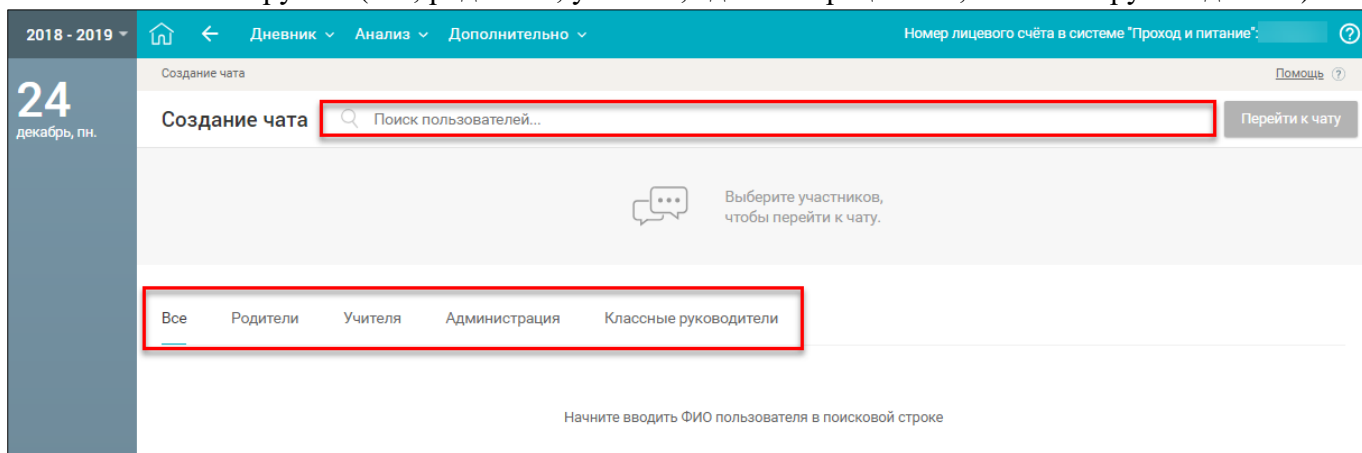 2018 - 2019 Дневник Анализ Дополнительно Номер лицевого счёта в системе "Проход и питание":
Создание чата Помощь
24
декабрь, пн.
Создание чата Поиск пользователей... Перейти к чату
Выберите участников,
чтобы перейти к чату.
Все Родители Учителя Администрация Классные руководители
Начните вводить ФИО пользователя в поисковой строке